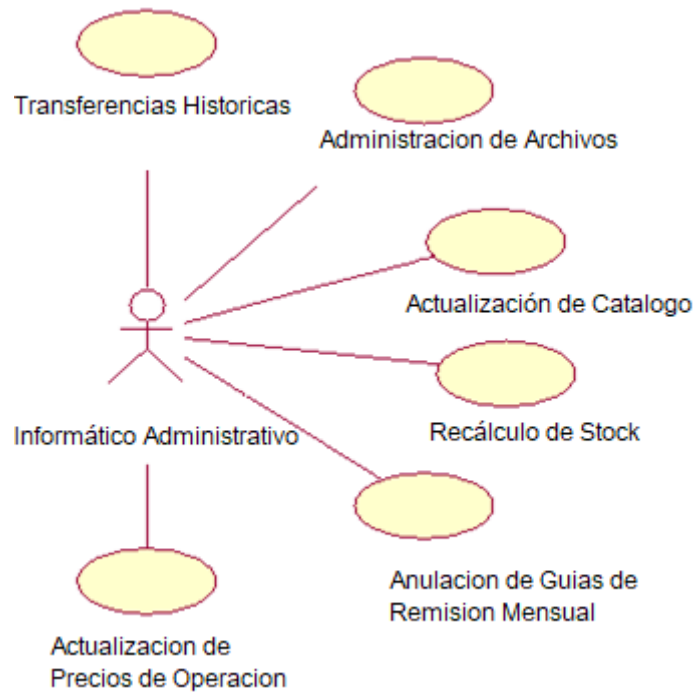 Transferencias Historicas
Administracion de Archivos
Actualización de Catalogo
Recálculo de Stock
Informático Administrativo
Anulacion de Guias de
Remision Mensual
Actualizacion de
Precios de Operacion